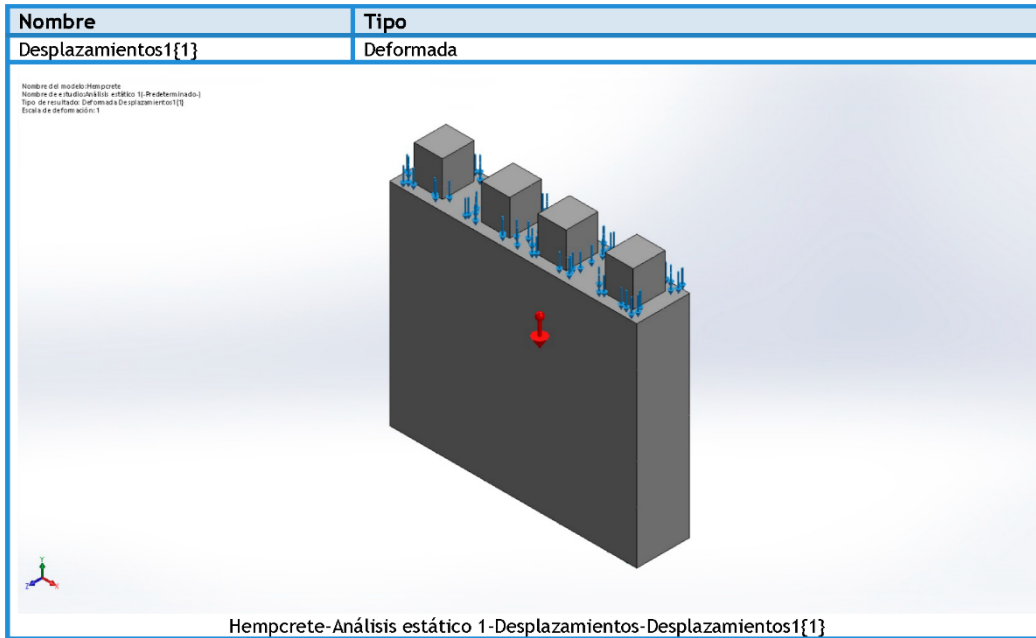 Nombre Tipo
Desplazamientos1{1} Deformada
Nombre del modelo:Hempcrete
Nombre de estudio:Análisis estático 1(-Predeterminado-)
Tipo de resultado: Deformada Desplazamientos1{1}
Escala de deformación: 1
Y
Z X
Hempcrete-Análisis estático 1-Desplazamientos-Desplazamientos1{1}